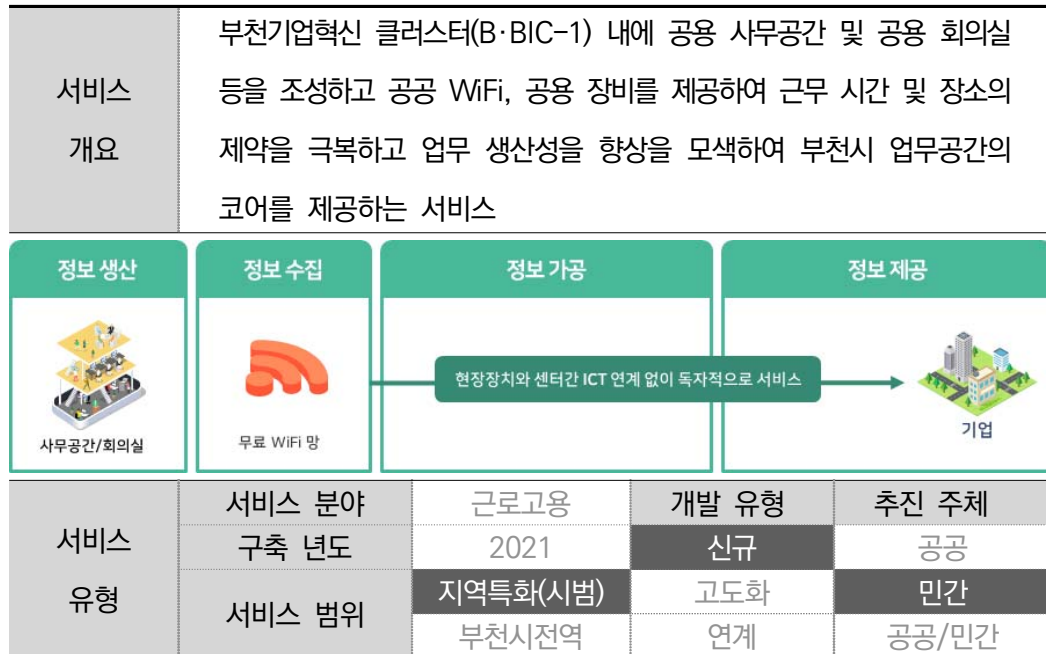 서비스
개요
부천기업혁신 클러스터(B·BIC-1) 내에 공용 사무공간 및 공용 회의실
등을 조성하고 공공 WiFi, 공용 장비를 제공하여 근무 시간 및 장소의
제약을 극복하고 업무 생산성을 향상을 모색하여 부천시 업무공간의
코어를 제공하는 서비스
정보 생산
정보 수집
정보 가공
정보 제공
사무공간/회의실
무료 WiFi 망
현장장치와 센터간 ICT 연계 없이 독자적으로 서비스
기업
서비스
유형
서비스 분야 근로고용 개발 유형 추진 주체
구축 년도 2021 신규 공공
서비스 범위
지역특화(시범) 고도화 민간
부천시전역 연계 공공/민간